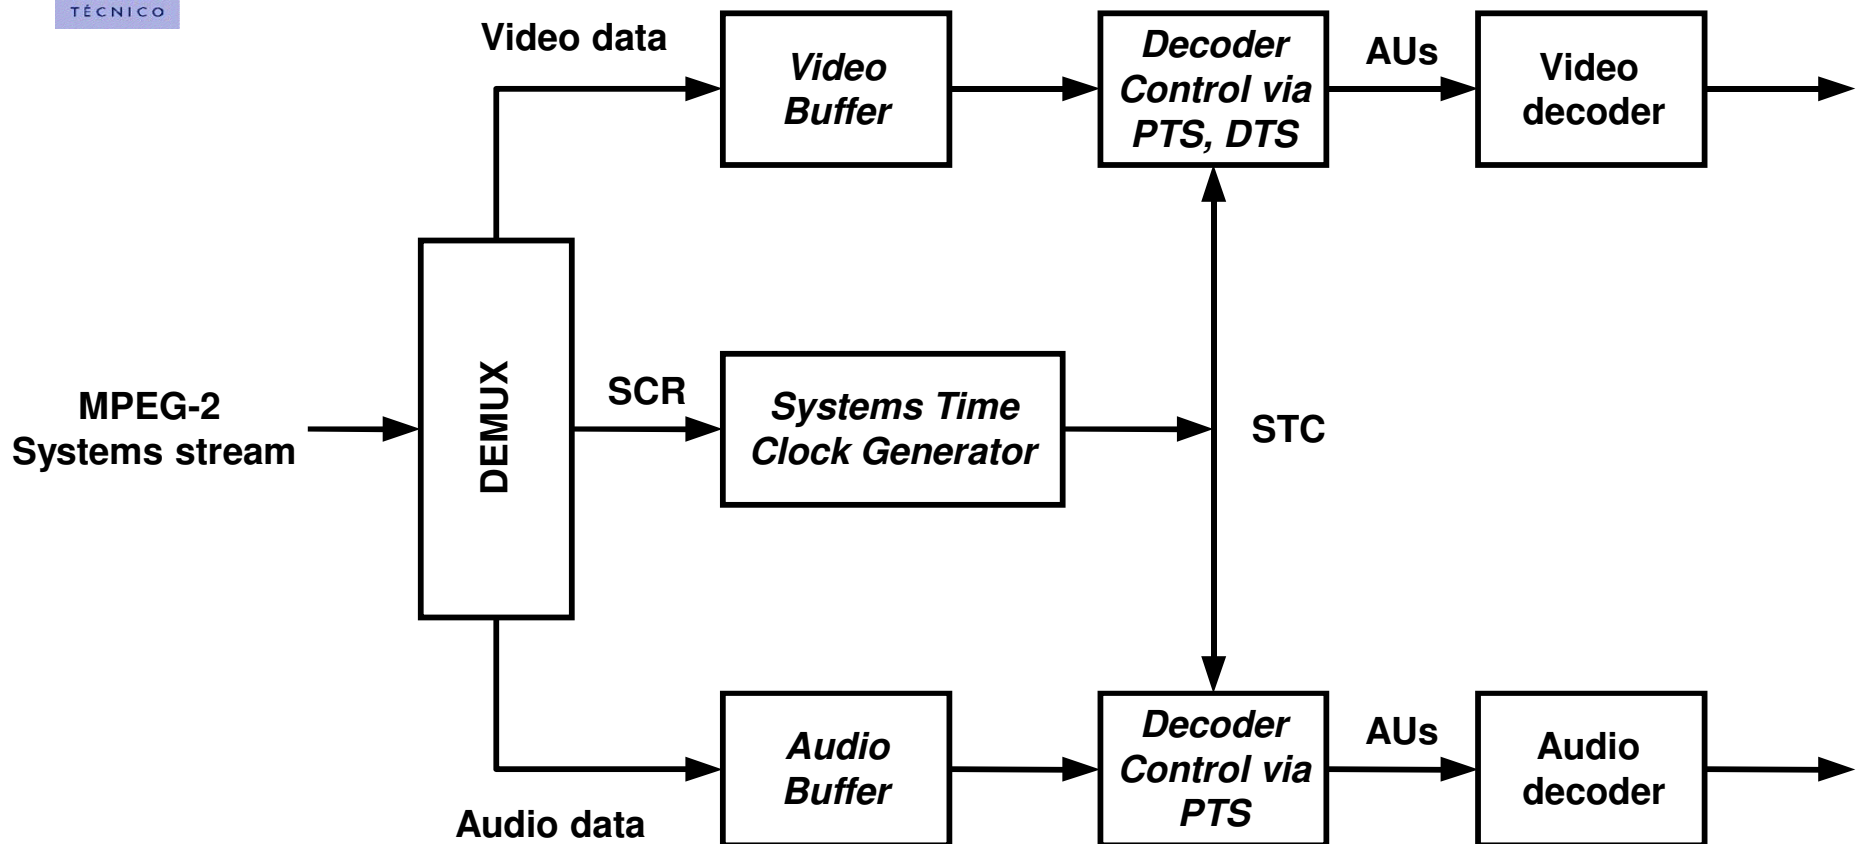 TÉCNICO
Video data
Video
Buffer
Decoder
Control via
PTS, DTS
AUs
Video
decoder
MPEG-2
Systems stream
DEMUX
SCR
Systems Time
Clock Generator
STC
Audio data
Audio
Buffer
Decoder
Control via
PTS
AUs
Audio
decoder